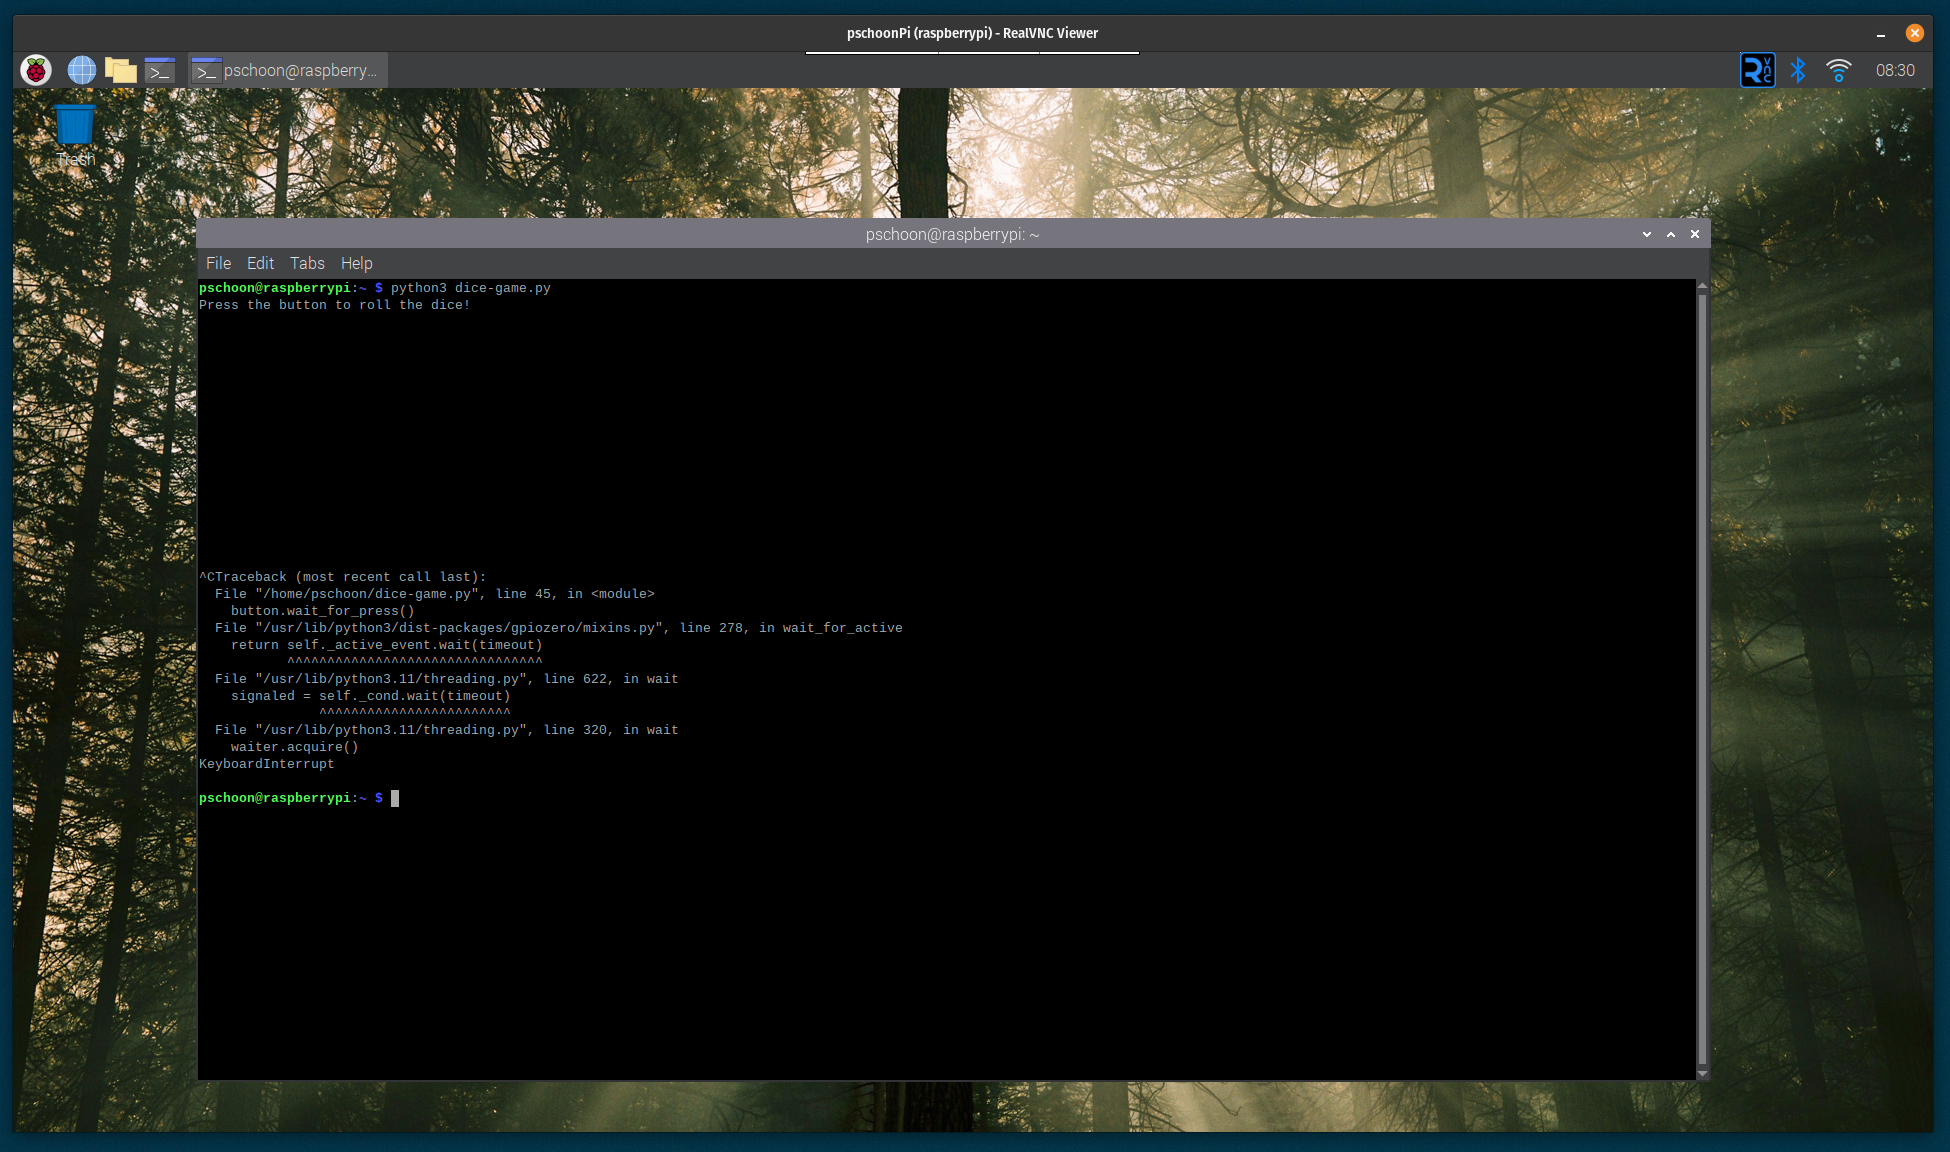 pschoonPi (raspberrypi) - RealVNC Viewer
pschoon@raspberry...
08:30
Trash
pschoon@raspberrypi: ~
File Edit Tabs Help
pschoon@raspberrypi:~ $ python3 dice-game.py
Press the button to roll the dice!
^CTraceback (most recent call last):
  File "/home/pschoon/dice-game.py", line 45, in <module>
    button.wait_for_press()
  File "/usr/lib/python3/dist-packages/gpiozero/mixins.py", line 278, in wait_for_active
    return self._active_event.wait(timeout)
           ^^^^^^^^^^^^^^^^^^^^^^^^^^^^^^^^
  File "/usr/lib/python3.11/threading.py", line 622, in wait
    signaled = self._cond.wait(timeout)
               ^^^^^^^^^^^^^^^^^^^^^^^^
  File "/usr/lib/python3.11/threading.py", line 320, in wait
    waiter.acquire()
KeyboardInterrupt
pschoon@raspberrypi:~ $